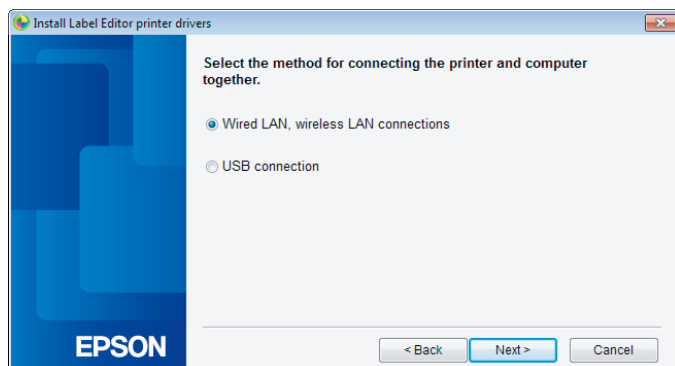 Install Label Editor printer drivers
Select the method for connecting the printer and computer
together.
Wired LAN, wireless LAN connections
USB connection
EPSON
< Back
Next >
Cancel